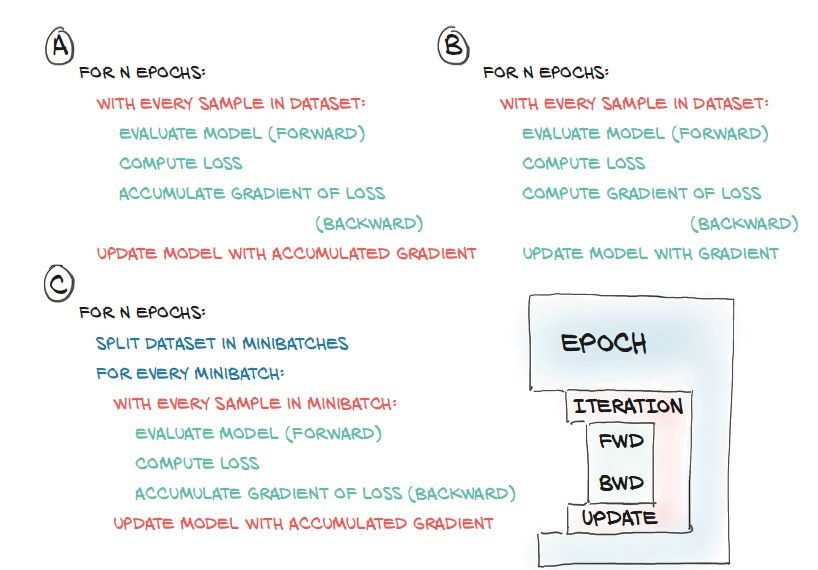 A
FOR N EPOCHS:
WITH EVERY SAMPLE IN DATASET:
EVALUATE MODEL (FORWARD)
COMPUTE LOSS
ACCUMULATE GRADIENT OF LOSS
(BACKWARD)
UPDATE MODEL WITH ACCUMULATED GRADIENT
B
FOR N EPOCHS:
WITH EVERY SAMPLE IN DATASET:
EVALUATE MODEL (FORWARD)
COMPUTE LOSS
COMPUTE GRADIENT OF LOSS
(BACKWARD)
UPDATE MODEL WITH GRADIENT
C
FOR N EPOCHS:
SPLIT DATASET IN MINIBATCHES
FOR EVERY MINIBATCH:
WITH EVERY SAMPLE IN MINIBATCH:
EVALUATE MODEL (FORWARD)
COMPUTE LOSS
ACCUMULATE GRADIENT OF LOSS (BACKWARD)
UPDATE MODEL WITH ACCUMULATED GRADIENT
EPOCH
ITERATION
FWD
BWD
UPDATE